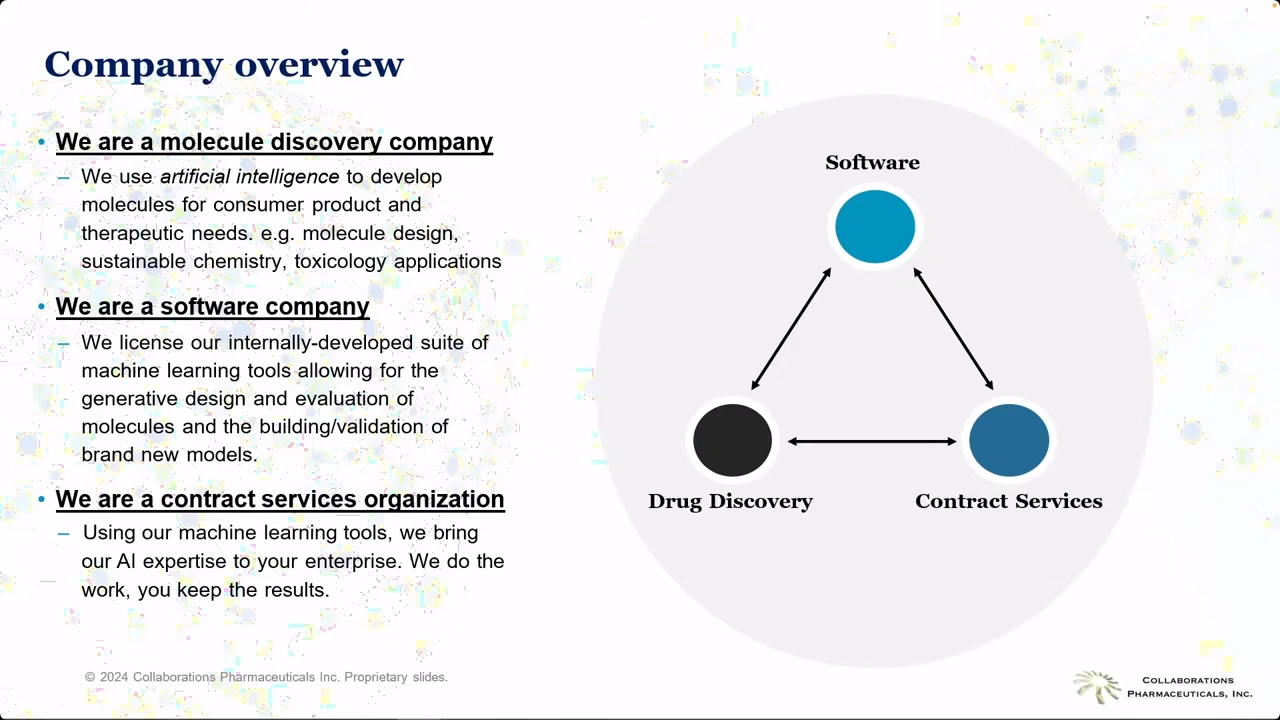 Company overview
• We are a molecule discovery company
– We use artificial intelligence to develop
molecules for consumer product and
therapeutic needs. e.g. molecule design,
sustainable chemistry, toxicology applications
• We are a software company
– We license our internally-developed suite of
machine learning tools allowing for the
generative design and evaluation of
molecules and the building/validation of
brand new models.
• We are a contract services organization
– Using our machine learning tools, we bring
our AI expertise to your enterprise. We do the
work, you keep the results.
Software
Drug Discovery
Contract Services
© 2024 Collaborations Pharmaceuticals Inc. Proprietary slides.
COLLABORATIONS
PHARMACEUTICALS, INC.